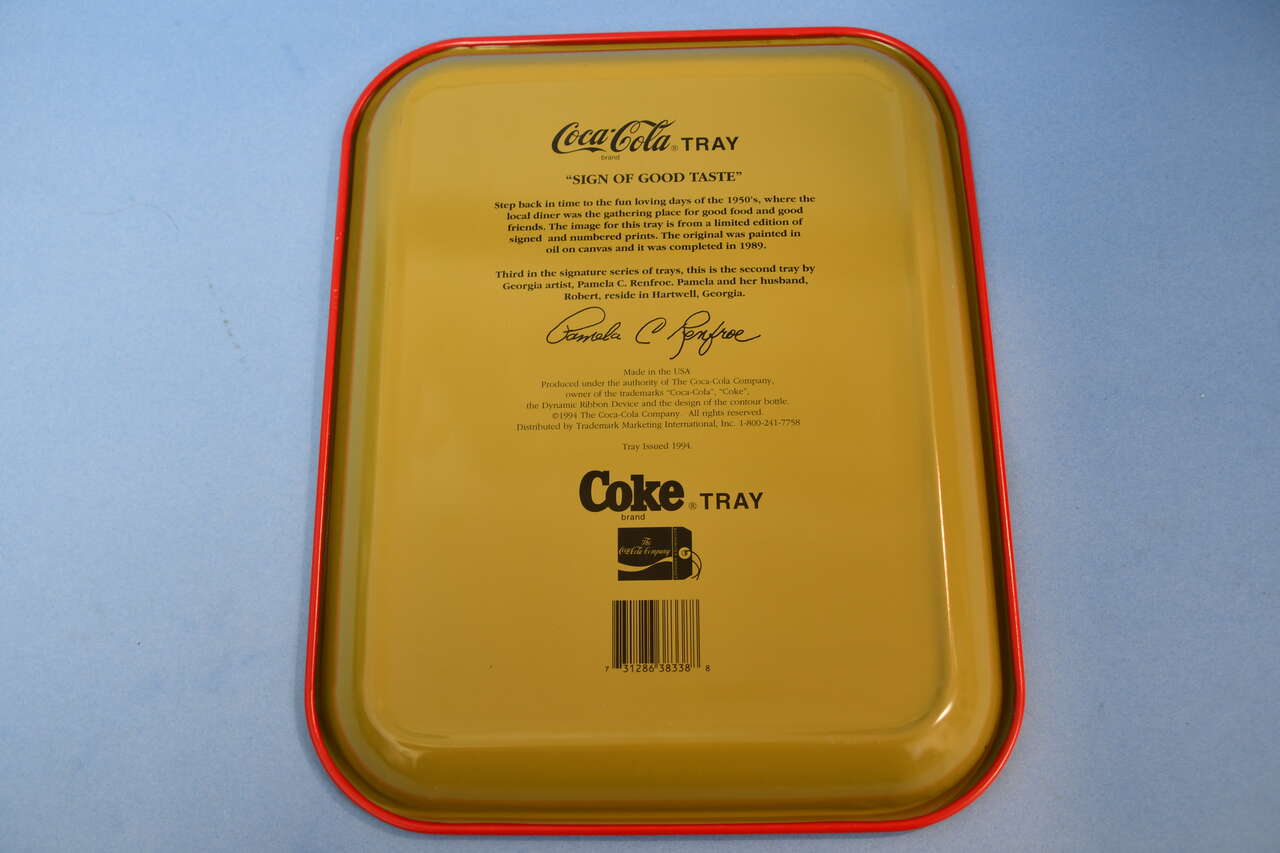 Coca-Cola® TRAY
brand
“SIGN OF GOOD TASTE”
Step back in time to the fun loving days of the 1950's, where the
local diner was the gathering place for good food and good
friends. The image for this tray is from a limited edition of
signed and numbered prints. The original was painted in
oil on canvas and it was completed in 1989.
Third in the signature series of trays, this is the second tray by
Georgia artist, Pamela C. Renfroe. Pamela and her husband,
Robert, reside in Hartwell, Georgia.
Pamela C Renfroe
Made in the USA
Produced under the authority of The Coca-Cola Company,
owner of the trademarks “Coca-Cola”, “Coke”,
the Dynamic Ribbon Device and the design of the contour bottle.
©1994 The Coca-Cola Company. All rights reserved.
Distributed by Trademark Marketing International, Inc. 1-800-241-7758
Tray Issued 1994.
Coke® TRAY
brand
The
Coca-Cola Company
7 31286 38338 8